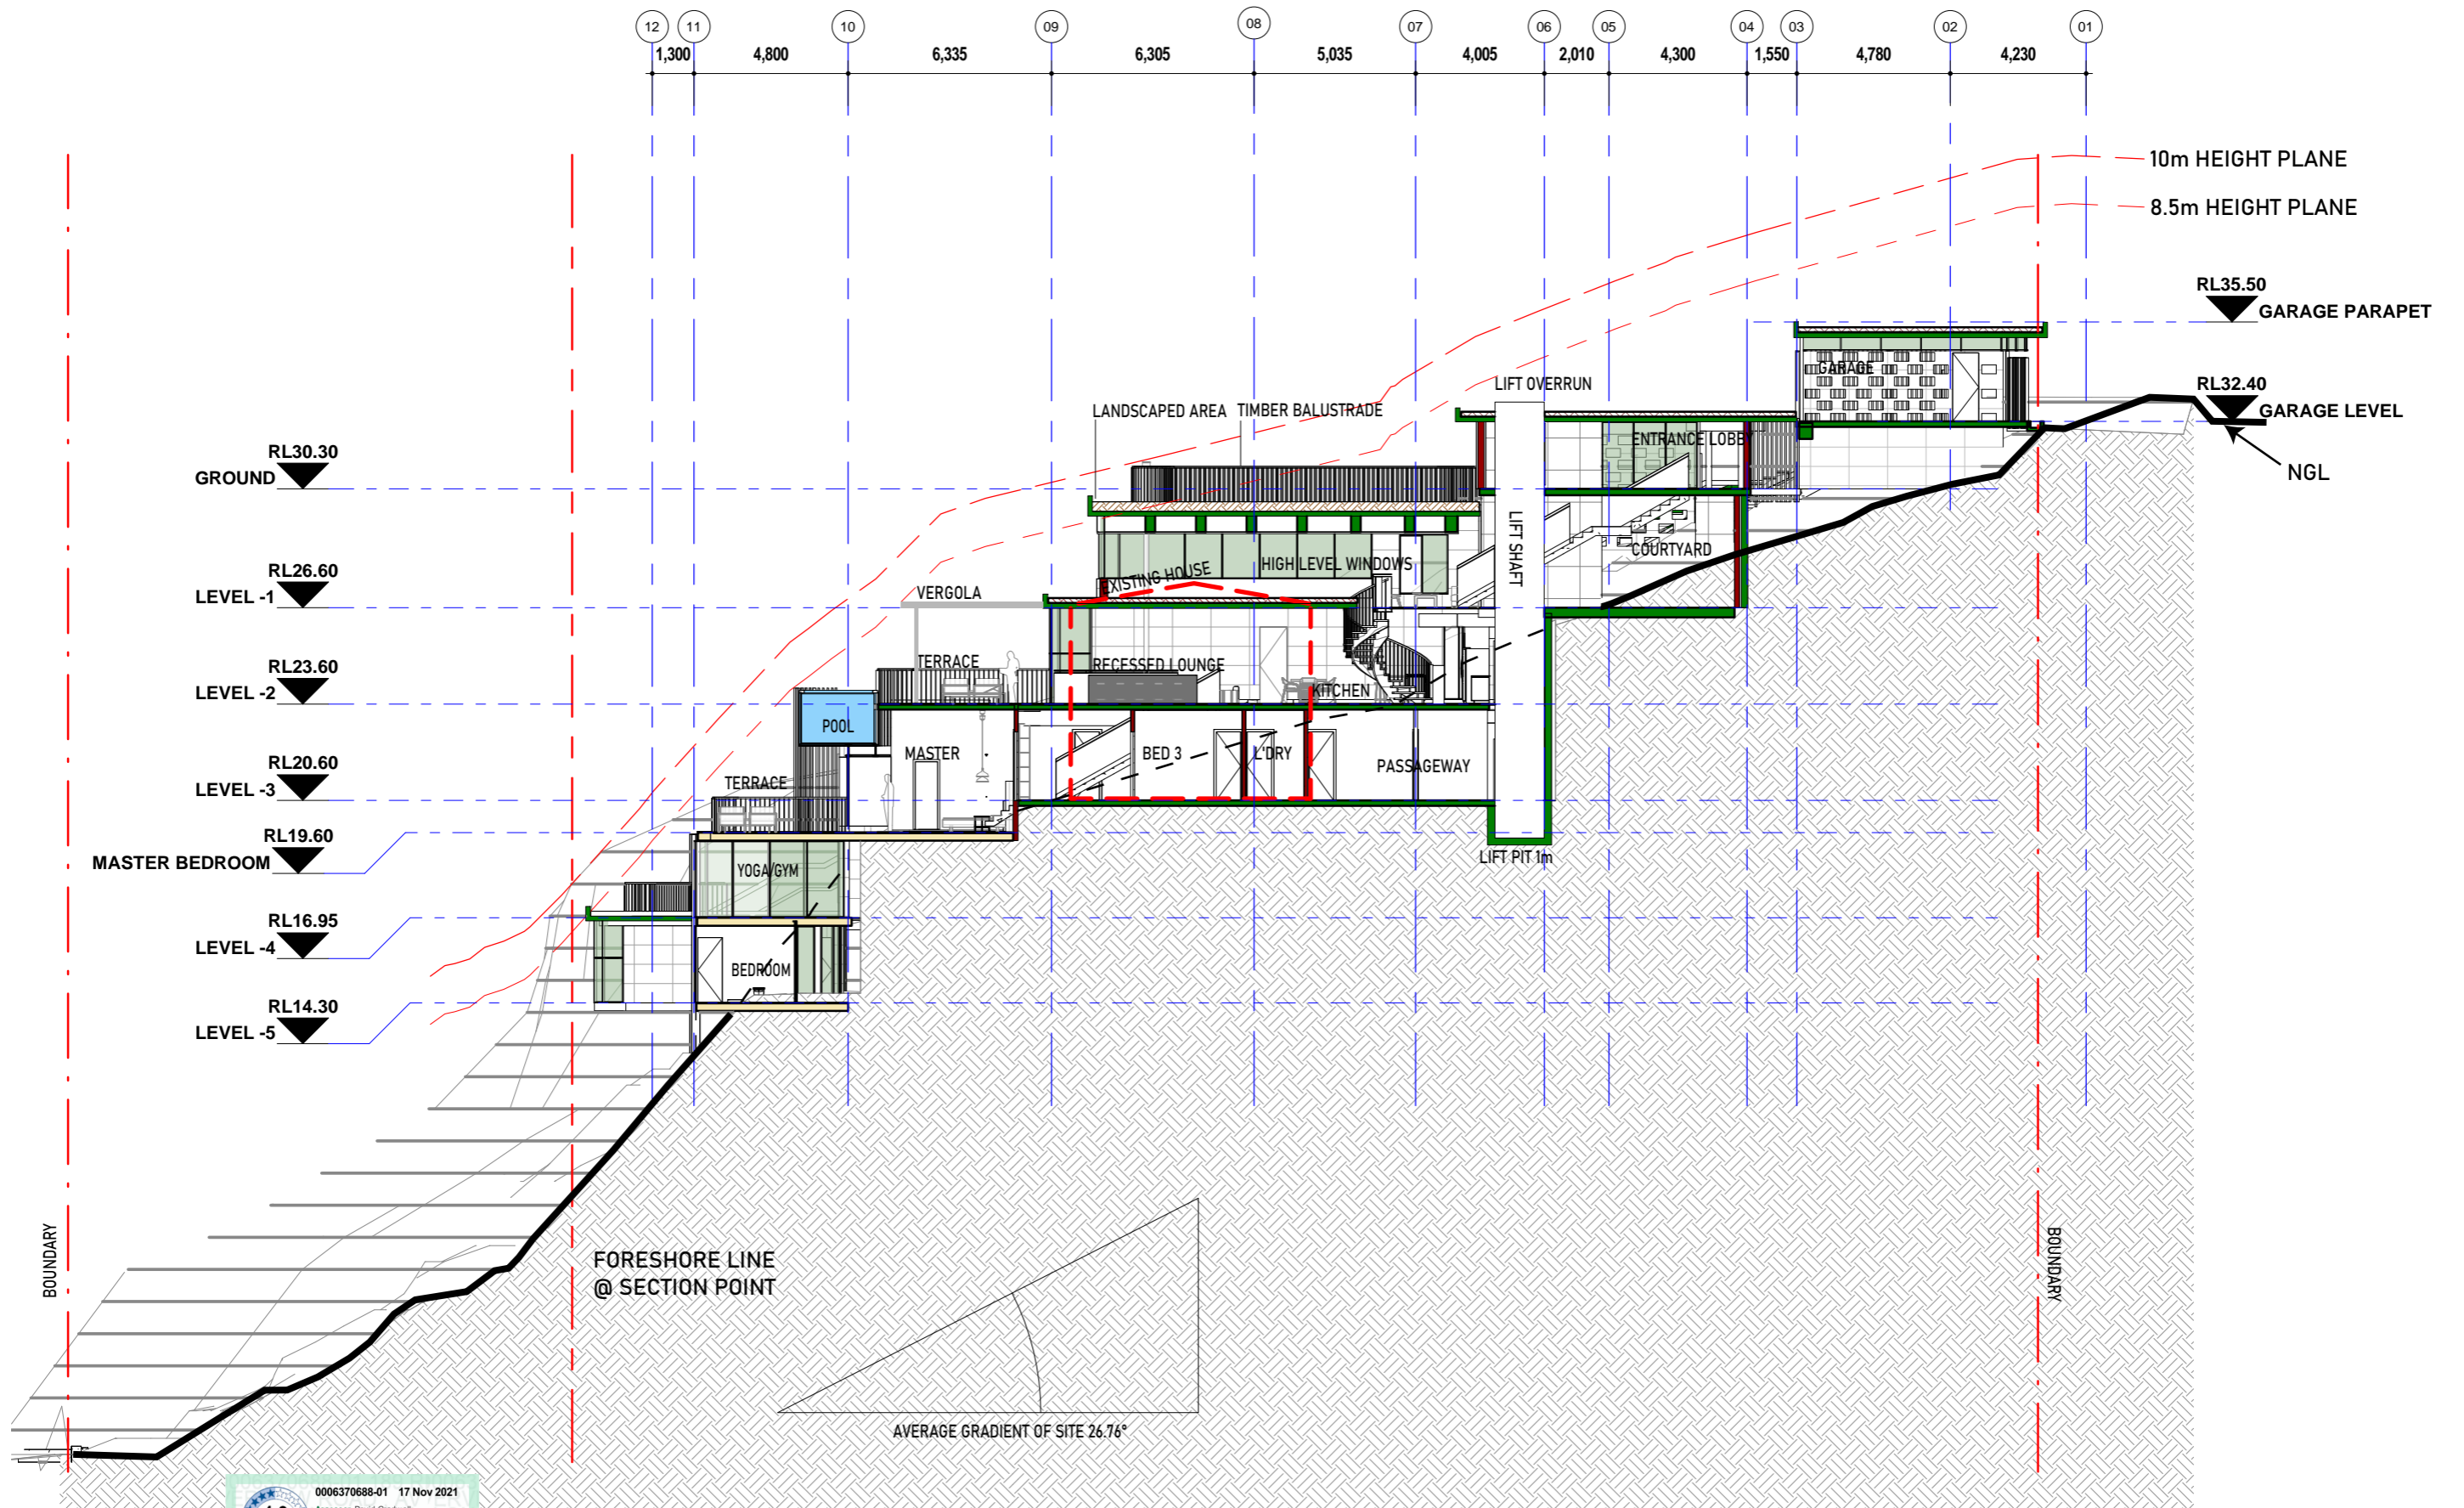 12 11 10 09 08 07 06 05 04 03 02 01
1,300 4,800 6,335 6,305 5,035 4,005 2,010 4,300 1,550 4,780 4,230
10m HEIGHT PLANE
8.5m HEIGHT PLANE
RL35.50
GARAGE PARAPET
GARAGE
LIFT OVERRUN
RL32.40
GARAGE LEVEL
LANDSCAPED AREA
TIMBER BALUSTRADE
ENTRANCE LOBBY
RL30.30
GROUND
NGL
LIFT SHAFT
COURTYARD
HIGH LEVEL WINDOWS
EXISTING HOUSE
RL26.60
LEVEL -1
VERGOLA
TERRACE
RECESSED LOUNGE
RL23.60
LEVEL -2
KITCHEN
POOL
MASTER
BED 3
L'DRY
PASSAGEWAY
RL20.60
LEVEL -3
TERRACE
RL19.60
MASTER BEDROOM
LIFT PIT 1m
YOGA/GYM
RL16.95
LEVEL -4
BEDROOM
RL14.30
LEVEL -5
BOUNDARY
FORESHORE LINE
@ SECTION POINT
BOUNDARY
AVERAGE GRADIENT OF SITE 26.76°
0006370688-01 17 Nov 2021